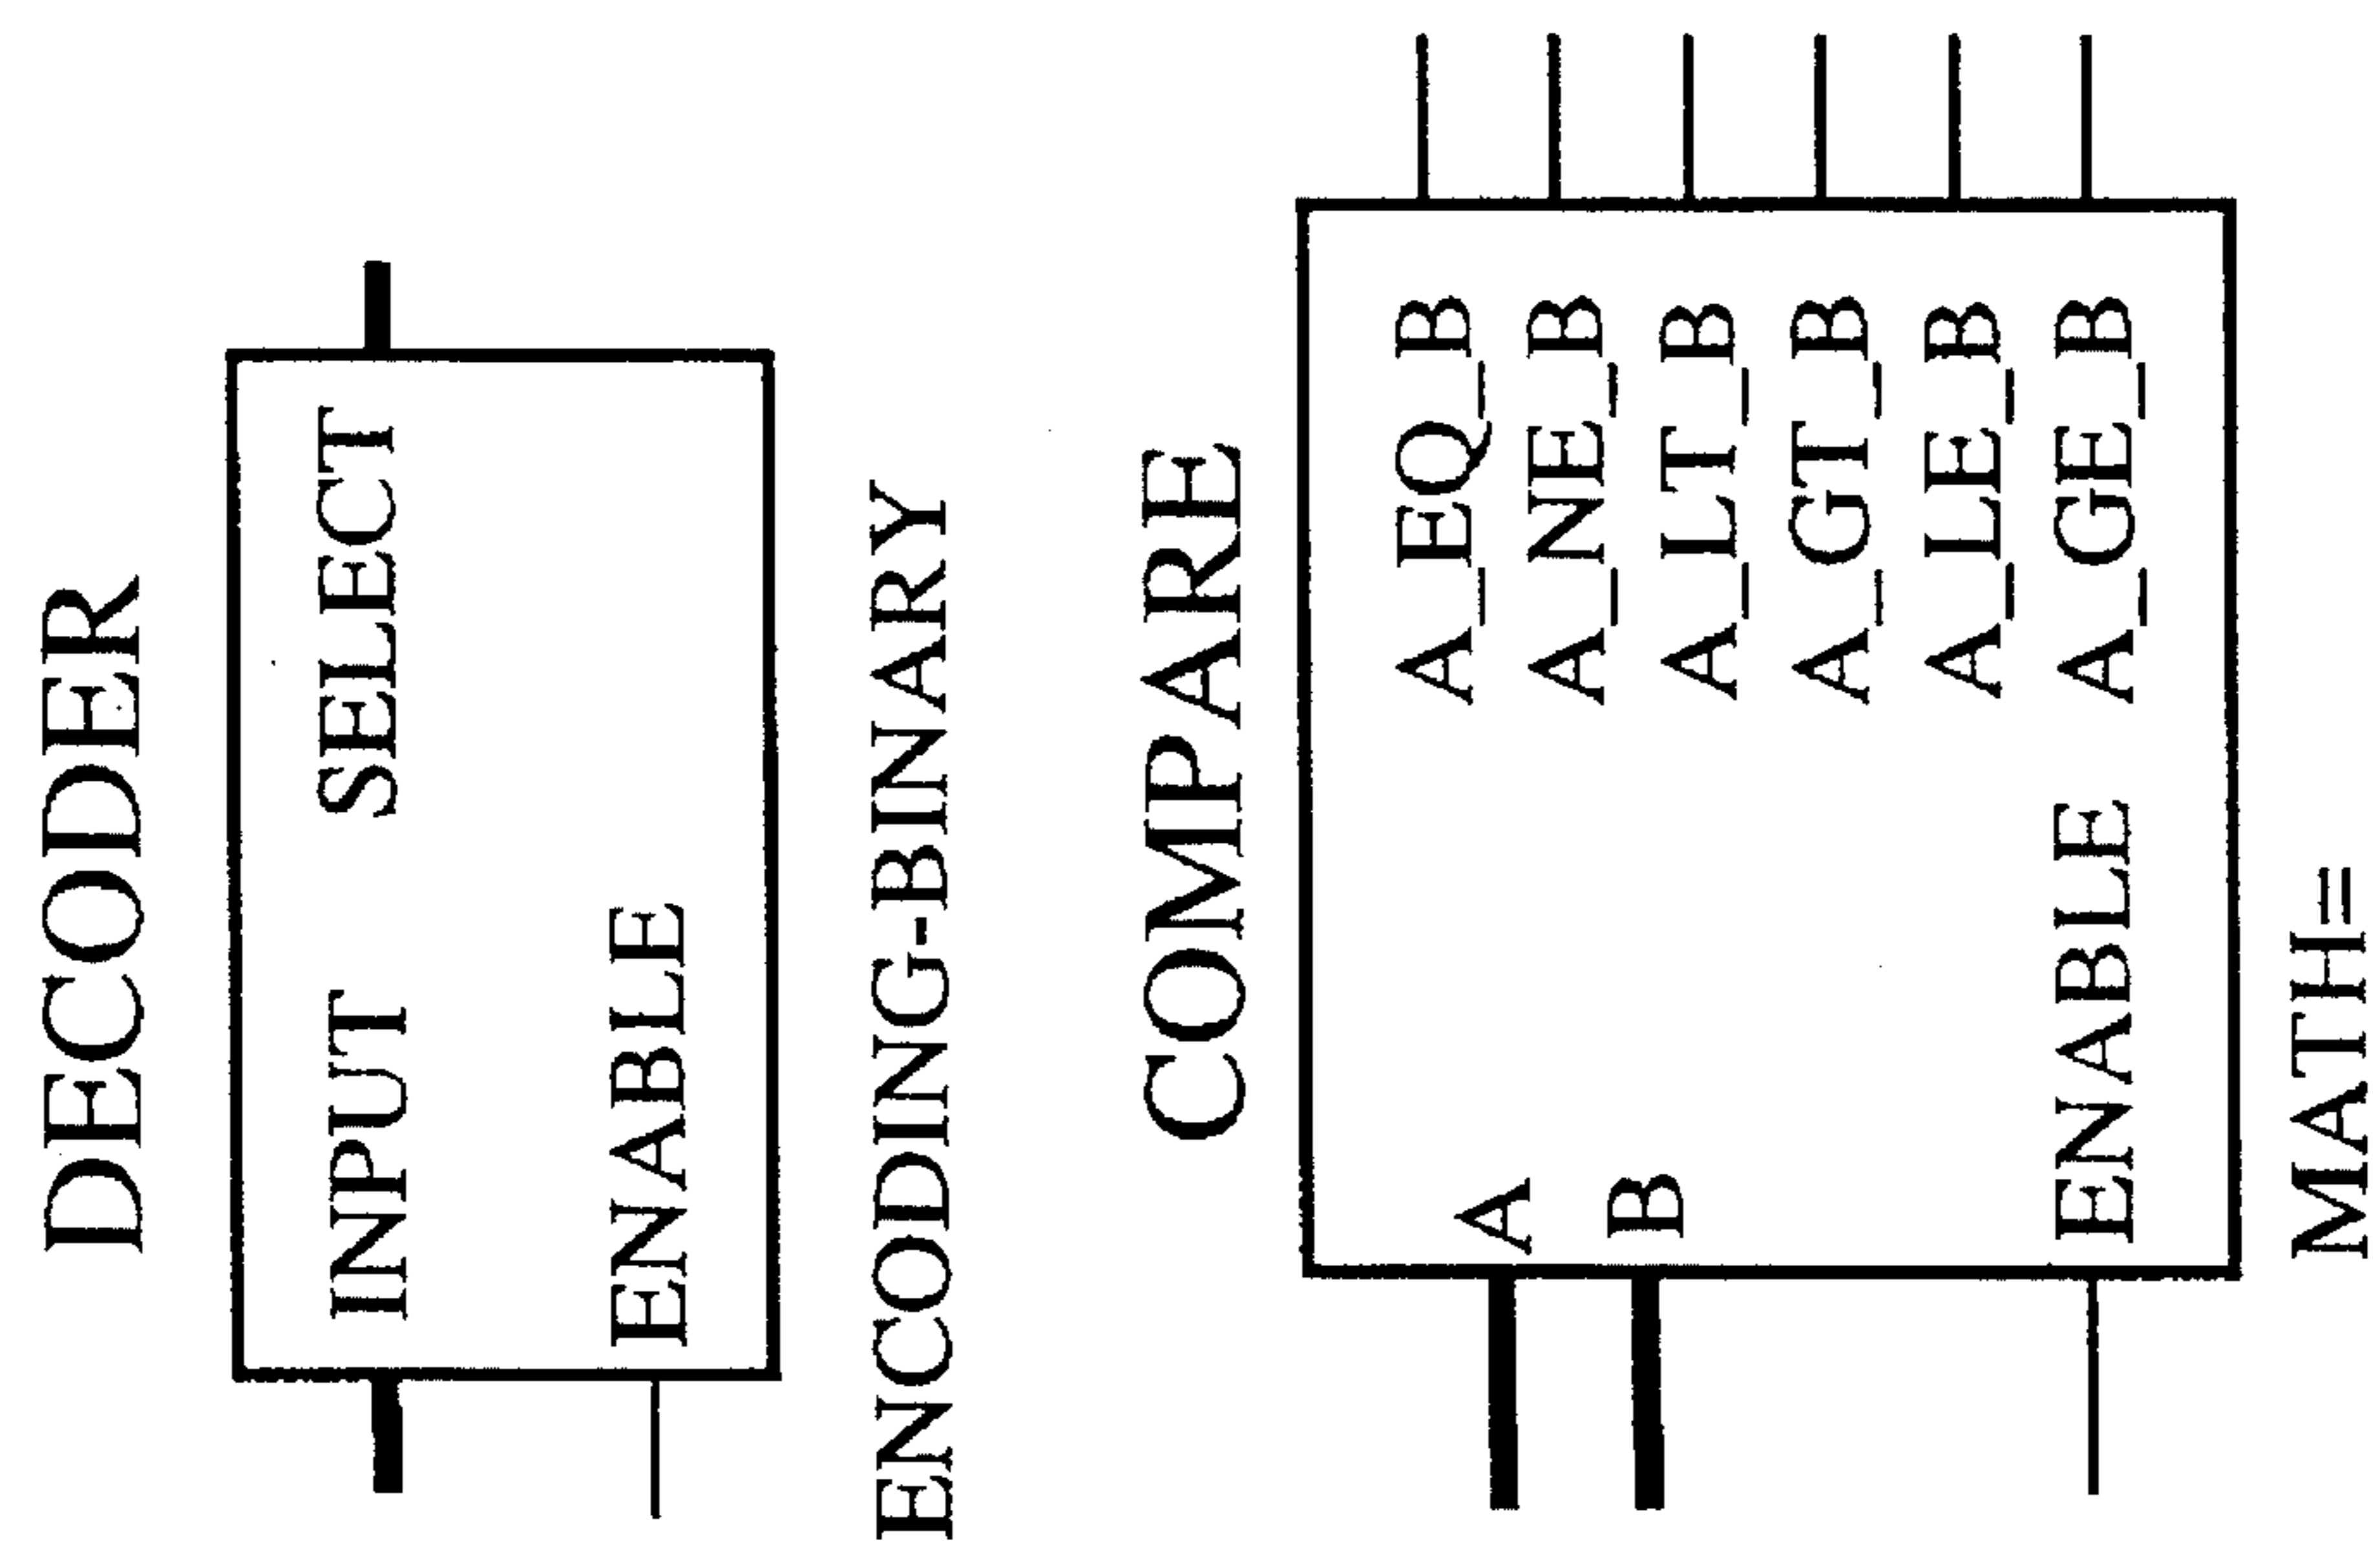 DECODER
INPUT SELECT
ENABLE
ENCODING-BINARY
COMPARE
A_EQ_B
A
A_NE_B
B
A_LT_B
A_GT_B
A_LE_B
ENABLE A_GE_B
MATH=